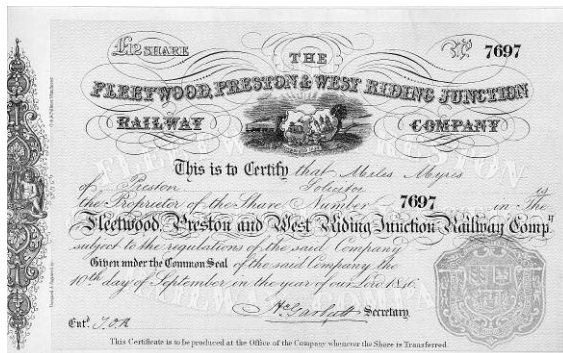 £12 SHARE
No 7697
THE
FLEETWOOD, PRESTON & WEST RIDING JUNCTION
RAILWAY COMPANY
This is to Certify that Miles Myres
of Preston Solicitor is
the Proprietor of the Share Number 7697 in The
Fleetwood, Preston and West Riding Junction Railway Compy
subject to the regulations of the said Company
Given under the Common Seal of the said Company the
10th day of September in the year of our Lord 1846.
Secretary
Entd
This Certificate is to be produced at the Office of the Company whenever the Share is Transferred.